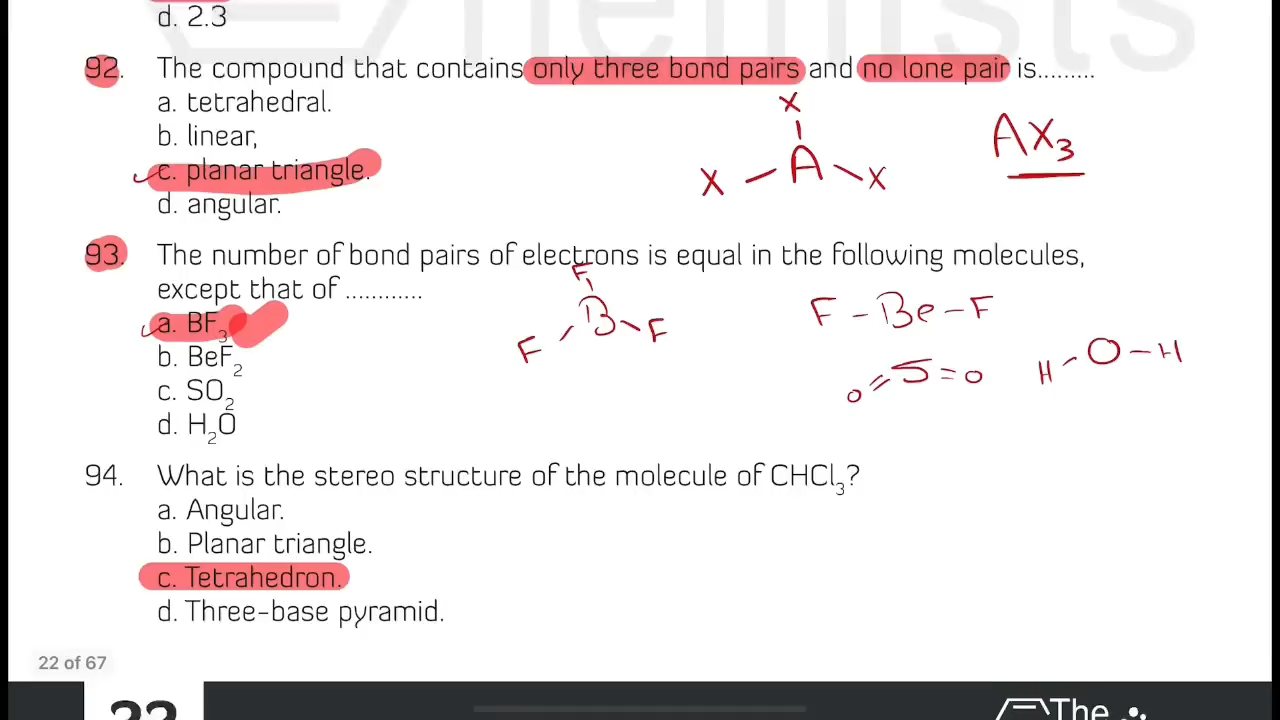 d. 2.3
92. The compound that contains only three bond pairs and no lone pair is.........
a. tetrahedral.
b. linear,
c. planar triangle.
d. angular.
X
A
X
X
AX₃
93. The number of bond pairs of electrons is equal in the following molecules,
except that of ............
a. BF₃
b. BeF₂
c. SO₂
d. H₂O
F
B
F
F
F - Be - F
O = S = O
H - O - H
94. What is the stereo structure of the molecule of CHCl₃?
a. Angular.
b. Planar triangle.
c. Tetrahedron.
d. Three-base pyramid.
22 of 67
22
The